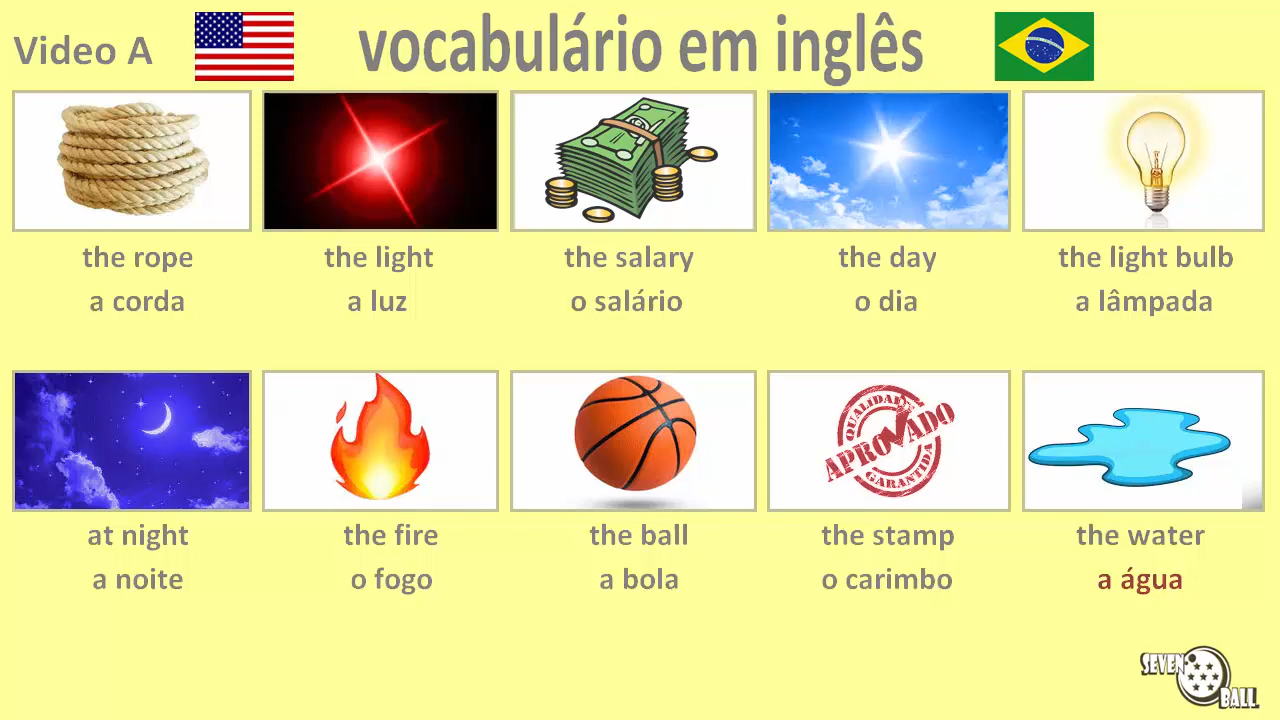 Video A
vocabulário em inglês
the rope
a corda
the light
a luz
the salary
o salário
the day
o dia
the light bulb
a lâmpada
at night
a noite
the fire
o fogo
the ball
a bola
QUALIDADE
APROVADO
GARANTIDA
the stamp
o carimbo
the water
a água
SEVEN
BALL